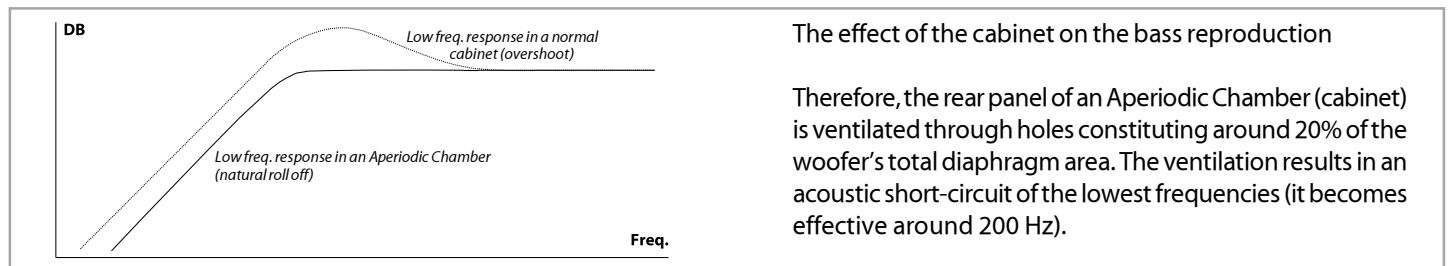 DB
Low freq. response in a normal
cabinet (overshoot)
Low freq. response in an Aperiodic Chamber
(natural roll off)
Freq.
The effect of the cabinet on the bass reproduction
Therefore, the rear panel of an Aperiodic Chamber (cabinet)
is ventilated through holes constituting around 20% of the
woofer's total diaphragm area. The ventilation results in an
acoustic short-circuit of the lowest frequencies (it becomes
effective around 200 Hz).